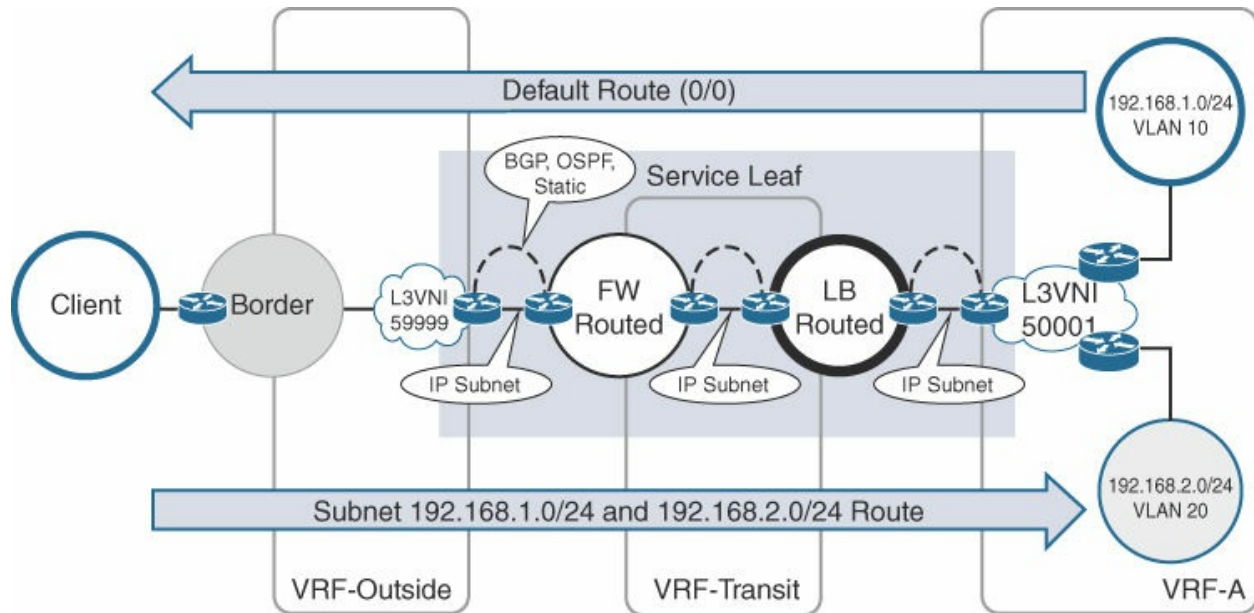 Default Route (0/0)
192.168.1.0/24
VLAN 10
BGP, OSPF,
Static
Service Leaf
Client
Border
L3VNI
59999
FW
Routed
LB
Routed
L3VNI
50001
IP Subnet
IP Subnet
IP Subnet
192.168.2.0/24
VLAN 20
Subnet 192.168.1.0/24 and 192.168.2.0/24 Route
VRF-Outside
VRF-Transit
VRF-A